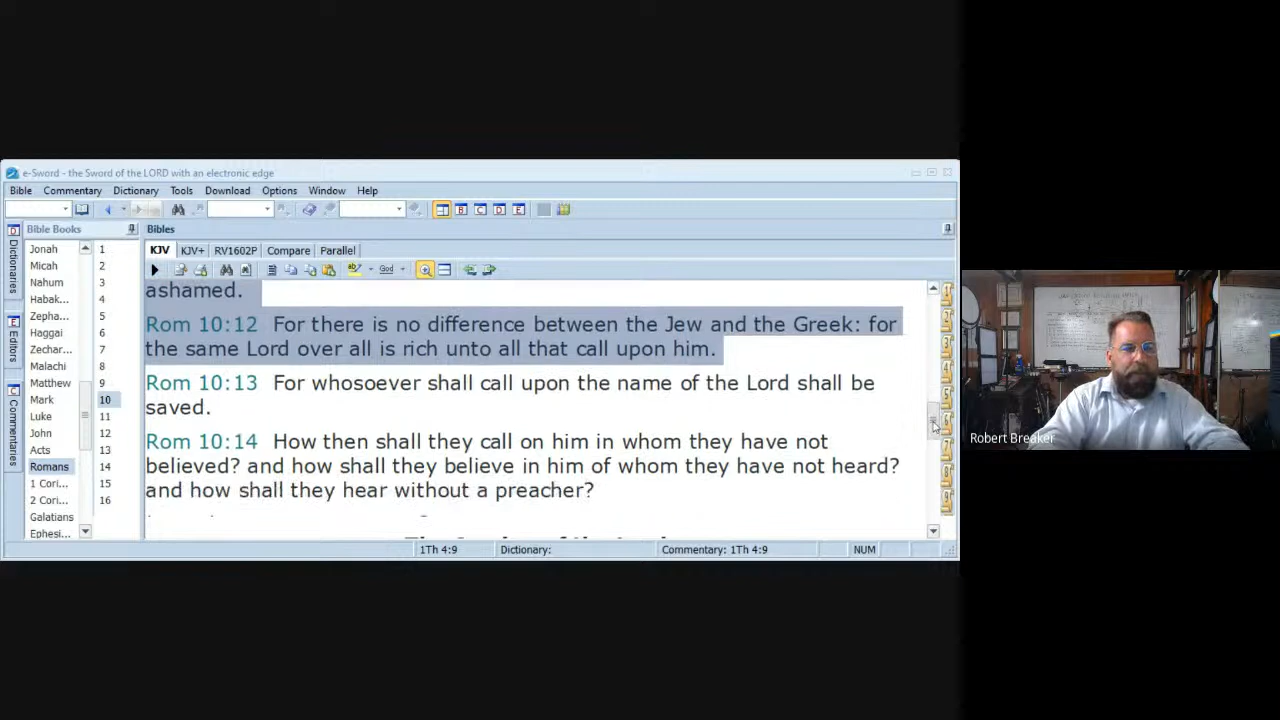 e-Sword - the Sword of the LORD with an electronic edge
Bible Commentary Dictionary Tools Options Window Help
Bible Books
Bibles
KJV KJV+ RV1602P Compare Parallel
God
Dictionaries
Editors
Commentaries
Jonah 1
Micah 2
Nahum 3
Habak... 4
Zepha... 5
Haggai 6
Zechar... 7
Malachi 8
Matthew 9
Mark 10
Luke 11
John 12
Acts 13
Romans 14
1 Cori... 15
2 Cori... 16
Galatians
Ephesi...
ashamed.
Rom 10:12 For there is no difference between the Jew and the Greek: for
the same Lord over all is rich unto all that call upon him.
Rom 10:13 For whosoever shall call upon the name of the Lord shall be
saved.
Rom 10:14 How then shall they call on him in whom they have not
believed? and how shall they believe in him of whom they have not heard?
and how shall they hear without a preacher?
1Th 4:9 Dictionary: Commentary: 1Th 4:9 NUM
Robert Breaker